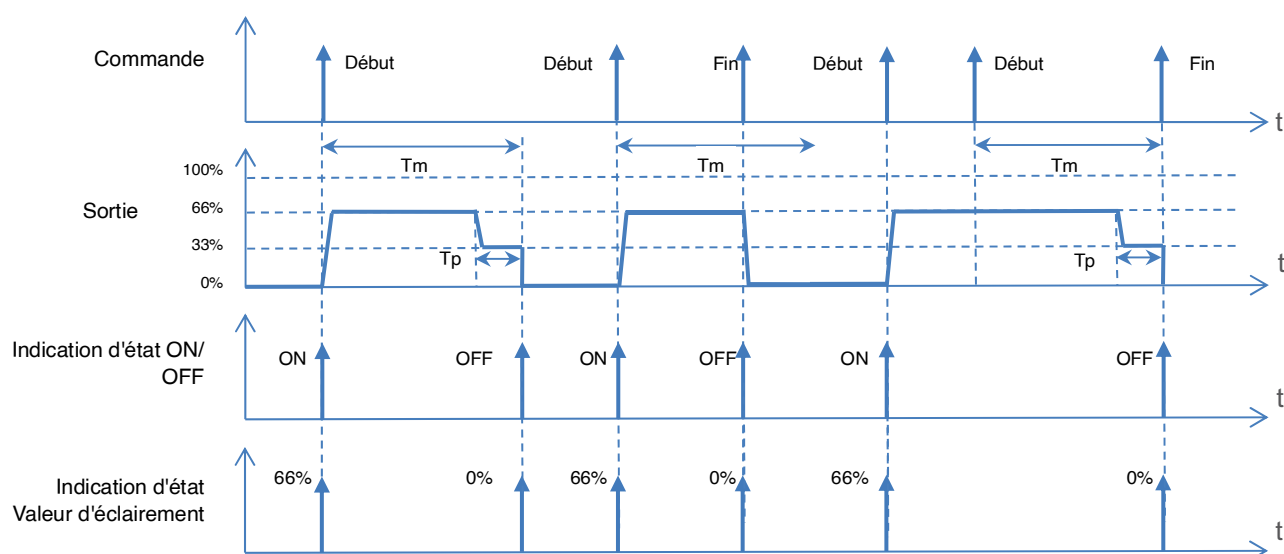 Commande
Début
Début
Fin
Début
Début
Fin
t
Tm
Tm
Tm
100%
Sortie
66%
33%
Tp
Tp
0%
t
Indication d'état ON/
OFF
ON
OFF
ON
OFF
ON
OFF
t
66%
0%
66%
0%
66%
0%
Indication d'état
Valeur d'éclairement
t